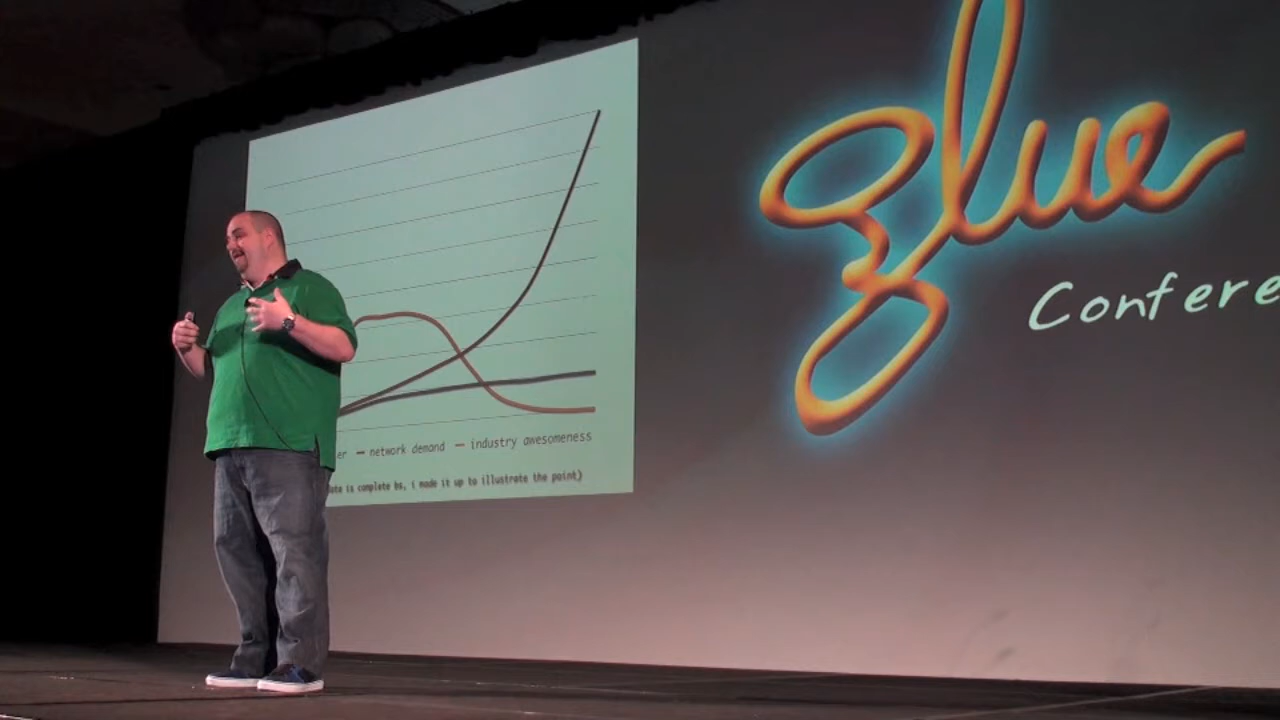 er — network demand — industry awesomeness
data is complete bs, i made it up to illustrate the point)
glue
Confere